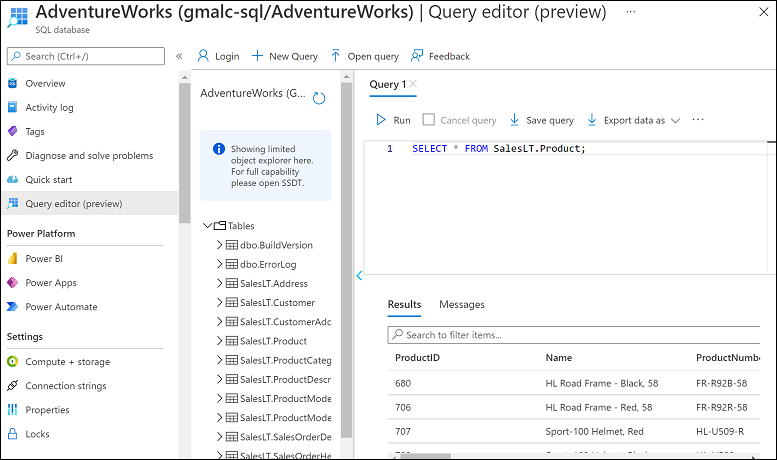 AdventureWorks (gmalc-sql/AdventureWorks) | Query editor (preview) ...
SQL database
Search (Ctrl+/)
Overview
Activity log
Tags
Diagnose and solve problems
Quick start
Query editor (preview)
Power Platform
Power BI
Power Apps
Power Automate
Settings
Compute + storage
Connection strings
Properties
Locks
Login
New Query
Open query
Feedback
AdventureWorks (G...
Showing limited
object explorer here.
For full capability
please open SSDT.
Tables
dbo.BuildVersion
dbo.ErrorLog
SalesLT.Address
SalesLT.Customer
SalesLT.CustomerAdd
SalesLT.Product
SalesLT.ProductCateg
SalesLT.ProductDescr
SalesLT.ProductMode
SalesLT.ProductMode
SalesLT.SalesOrderDe
SalesLT.SalesOrderHe
Query 1
Run Cancel query Save query Export data as ...
1 SELECT * FROM SalesLT.Product;
Results Messages
Search to filter items...
ProductID Name ProductNumbe
680 HL Road Frame - Black, 58 FR-R92B-58
706 HL Road Frame - Red, 58 FR-R92R-58
707 Sport-100 Helmet, Red HL-U509-R